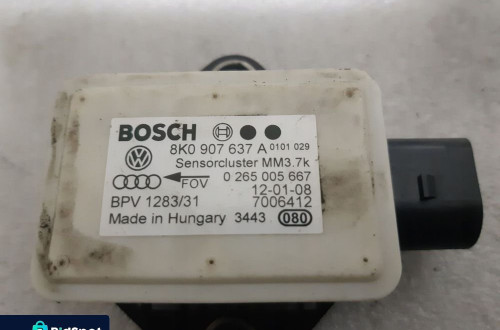 BOSCH
8K0 907 637 A 0101 029
Sensorcluster MM3.7k
FOV 0 265 005 667
12-01-08
BPV 1283/31 7006412
Made in Hungary 3443 080
BidSpot